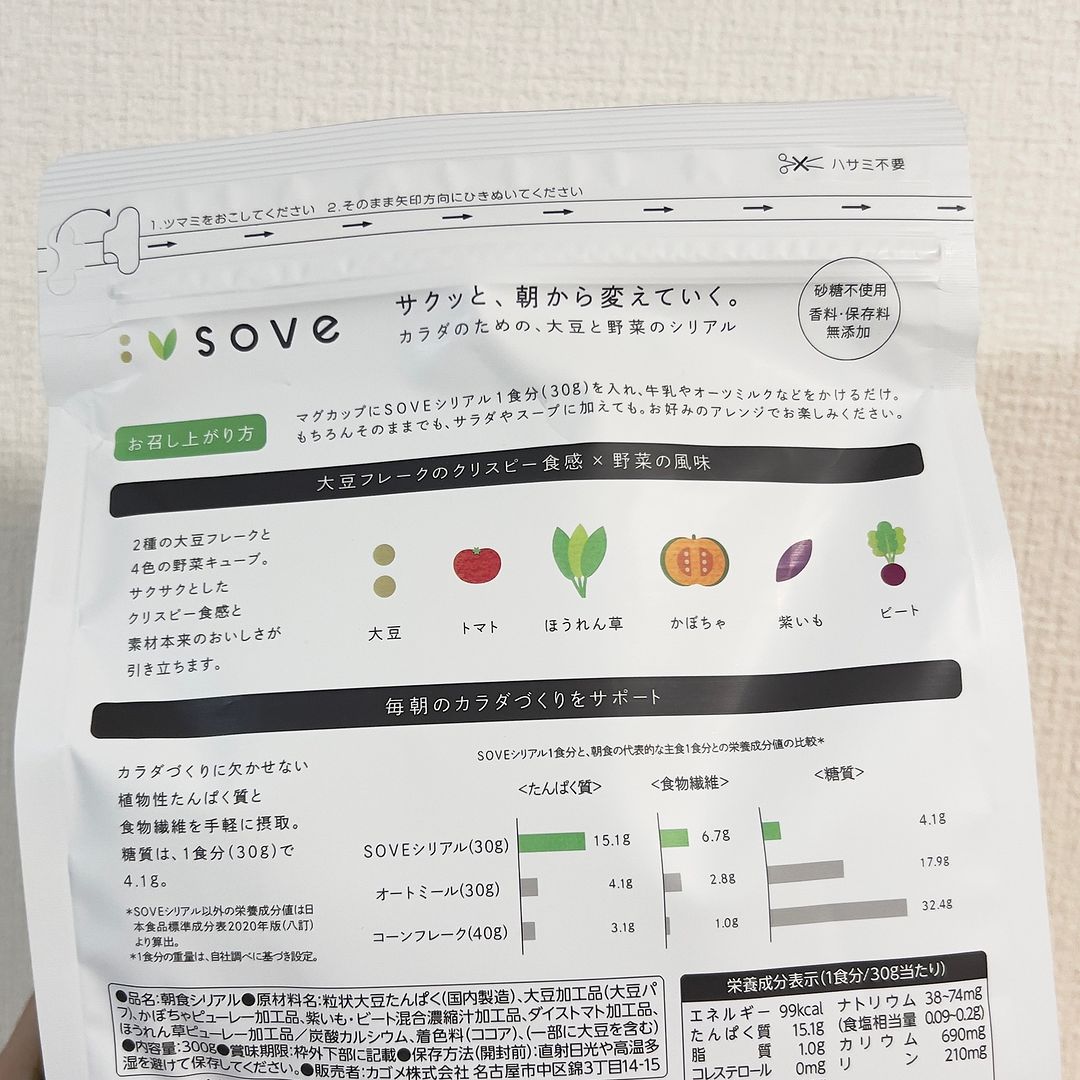 ハサミ不要
1.ツマミをおこしてください 2.そのまま矢印方向にひきぬいてください
sove
サクッと、朝から変えていく。
カラダのための、大豆と野菜のシリアル
砂糖不使用
香料・保存料
無添加
お召し上がり方
マグカップにSOVEシリアル1食分(30g)を入れ、牛乳やオーツミルクなどをかけるだけ。
もちろんそのままでも、サラダやスープに加えても。お好みのアレンジでお楽しみください。
大豆フレークのクリスピー食感 × 野菜の風味
2種の大豆フレークと
4色の野菜キューブ。
サクサクとした
クリスピー食感と
素材本来のおいしさが
引き立ちます。
大豆
トマト
ほうれん草
かぼちゃ
紫いも
ビート
毎朝のカラダづくりをサポート
カラダづくりに欠かせない
植物性たんぱく質と
食物繊維を手軽に摂取。
糖質は、1食分(30g)で
4.1g。
*SOVEシリアル以外の栄養成分値は日
本食品標準成分表2020年版(八訂)
より算出。
*1食分の重量は、自社調べに基づき設定。
SOVEシリアル1食分と、朝食の代表的な主食1食分との栄養成分値の比較*
<たんぱく質> <食物繊維> <糖質>
SOVEシリアル(30g) 15.1g 6.7g 4.1g
オートミール(30g) 4.1g 2.8g 17.9g
コーンフレーク(40g) 3.1g 1.0g 32.4g
●品名:朝食シリアル●原材料名:粒状大豆たんぱく(国内製造)、大豆加工品(大豆パ
フ)、かぼちゃピューレー加工品、紫いも・ビート混合濃縮汁加工品、ダイストマト加工品、
ほうれん草ピューレー加工品/炭酸カルシウム、着色料(ココア)、(一部に大豆を含む)
●内容量:300g●賞味期限:枠外下部に記載●保存方法(開封前):直射日光や高温多
湿を避けて保存してください。●販売者:カゴメ株式会社 名古屋市中区錦3丁目14-15
栄養成分表示(1食分/30g当たり)
エネルギー 99kcal ナトリウム 38~74mg
たんぱく質 15.1g (食塩相当量 0.09~0.2g)
脂質 1.0g カリウム 690mg
コレステロール 0mg リン 210mg